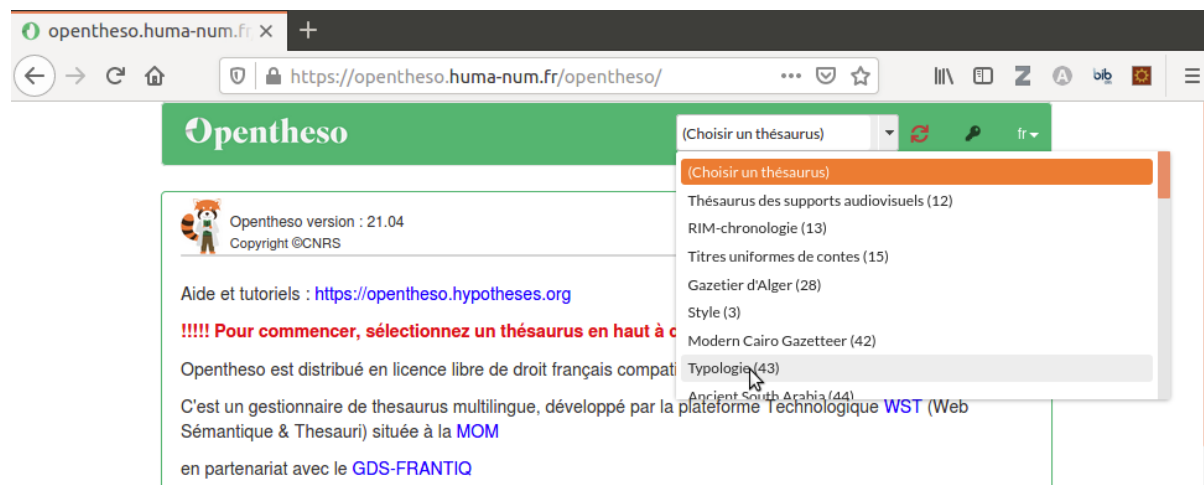 opentheso.huma-num.fr
https://opentheso.huma-num.fr/opentheso/
Z A bib
Opentheso
(Choisir un thésaurus)
fr
(Choisir un thésaurus)
Thésaurus des supports audiovisuels (12)
RIM-chronologie (13)
Titres uniformes de contes (15)
Gazetier d'Alger (28)
Style (3)
Modern Cairo Gazetteer (42)
Typologie (43)
Ancient South Arabia (44)
Opentheso version : 21.04
Copyright ©CNRS
Aide et tutoriels : https://opentheso.hypotheses.org
!!!!! Pour commencer, sélectionnez un thésaurus en haut à
Opentheso est distribué en licence libre de droit français compati
C'est un gestionnaire de thesaurus multilingue, développé par la plateforme Technologique WST (Web
Sémantique & Thesauri) située à la MOM
en partenariat avec le GDS-FRANTIQ